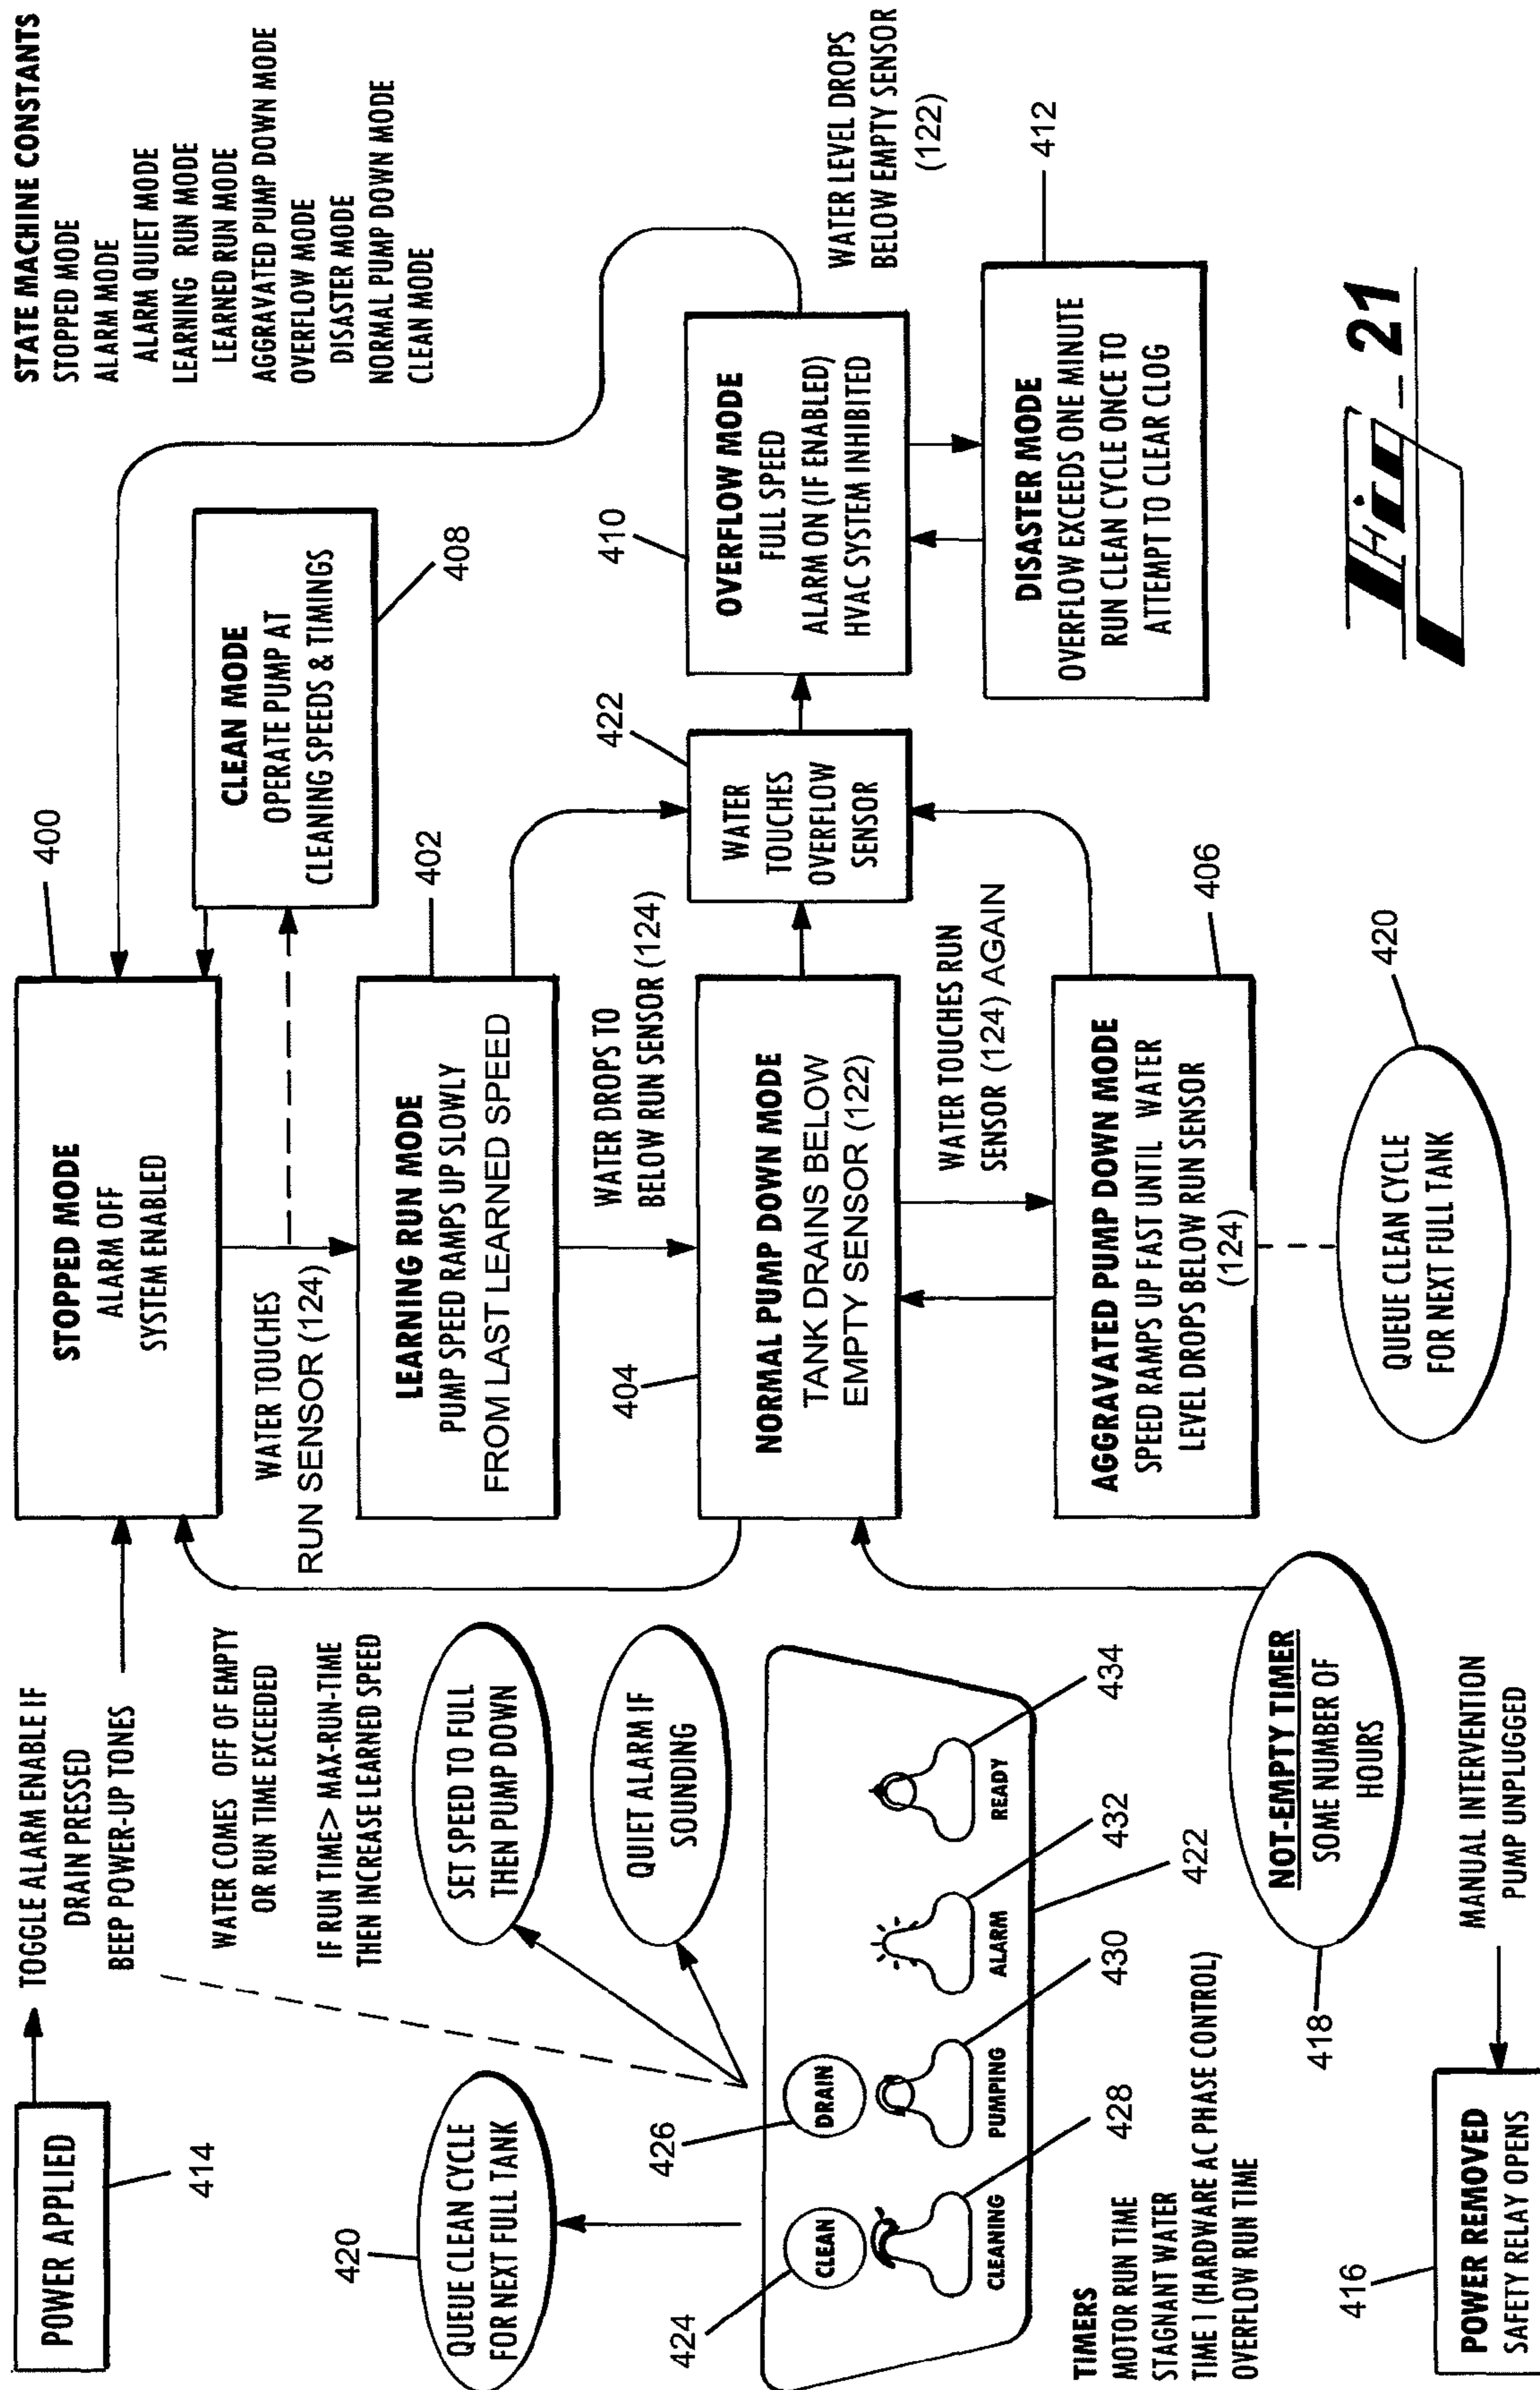 POWER APPLIED
414
TOGGLE ALARM ENABLE IF
DRAIN PRESSED
BEEP POWER-UP TONES
STOPPED MODE
ALARM OFF
SYSTEM ENABLED
400
STATE MACHINE CONSTANTS
STOPPED MODE
ALARM MODE
ALARM QUIET MODE
LEARNING RUN MODE
LEARNED RUN MODE
AGGRAVATED PUMP DOWN MODE
OVERFLOW MODE
DISASTER MODE
NORMAL PUMP DOWN MODE
CLEAN MODE
WATER COMES OFF OF EMPTY
OR RUN TIME EXCEEDED
IF RUN TIME> MAX-RUN-TIME
THEN INCREASE LEARNED SPEED
WATER TOUCHES
RUN SENSOR (124)
CLEAN MODE
OPERATE PUMP AT
CLEANING SPEEDS & TIMINGS
408
420
QUEUE CLEAN CYCLE
FOR NEXT FULL TANK
SET SPEED TO FULL
THEN PUMP DOWN
QUIET ALARM IF
SOUNDING
LEARNING RUN MODE
PUMP SPEED RAMPS UP SLOWLY
FROM LAST LEARNED SPEED
402
WATER DROPS TO
BELOW RUN SENSOR (124)
404
NORMAL PUMP DOWN MODE
TANK DRAINS BELOW
EMPTY SENSOR (122)
422
WATER
TOUCHES
OVERFLOW
SENSOR
410
OVERFLOW MODE
FULL SPEED
ALARM ON (IF ENABLED)
HVAC SYSTEM INHIBITED
WATER LEVEL DROPS
BELOW EMPTY SENSOR
(122)
424
426
CLEAN
DRAIN
CLEANING
PUMPING
ALARM
READY
428
430
432
434
422
WATER TOUCHES RUN
SENSOR (124) AGAIN
AGGRAVATED PUMP DOWN MODE
SPEED RAMPS UP FAST UNTIL WATER
LEVEL DROPS BELOW RUN SENSOR
(124)
406
DISASTER MODE
OVERFLOW EXCEEDS ONE MINUTE
RUN CLEAN CYCLE ONCE TO
ATTEMPT TO CLEAR CLOG
412
TIMERS
MOTOR RUN TIME
STAGNANT WATER
TIME 1 (HARDWARE AC PHASE CONTROL)
OVERFLOW RUN TIME
418
NOT-EMPTY TIMER
SOME NUMBER OF
HOURS
QUEUE CLEAN CYCLE
FOR NEXT FULL TANK
420
416
POWER REMOVED
SAFETY RELAY OPENS
MANUAL INTERVENTION
PUMP UNPLUGGED
Fig-21